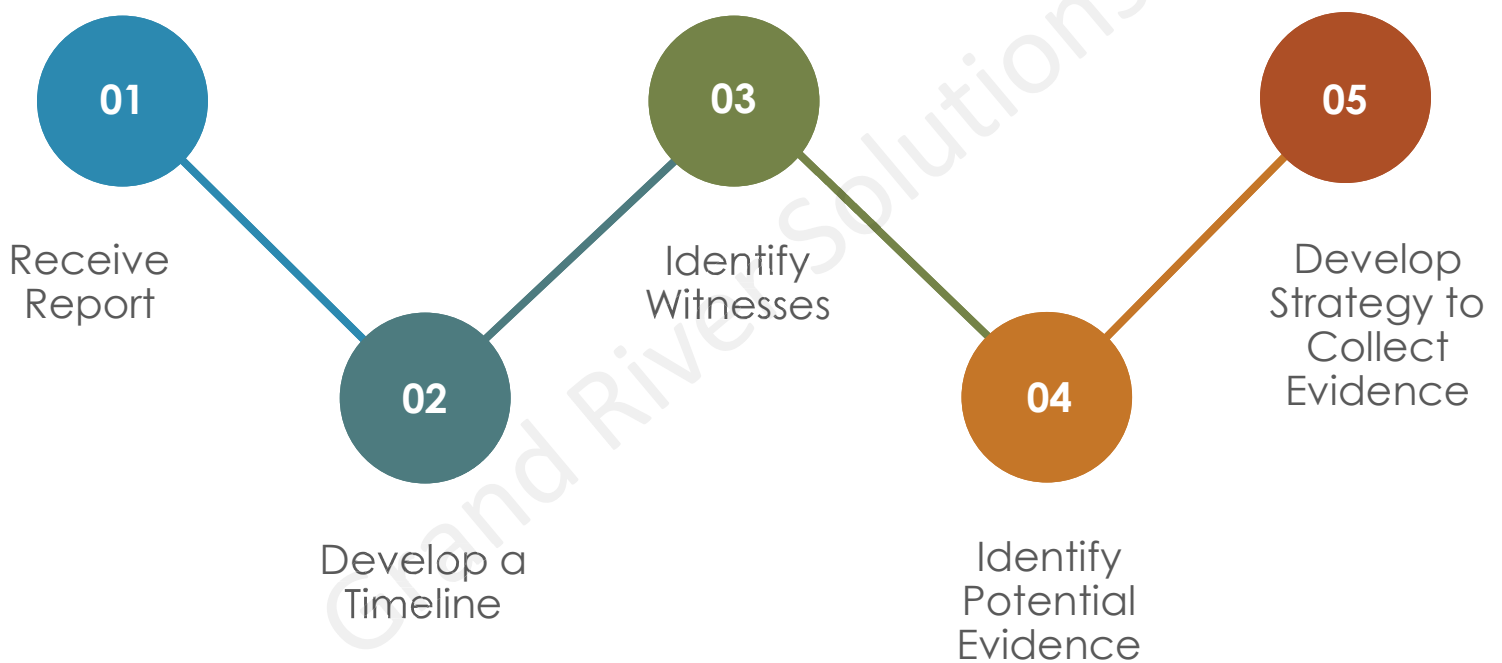 01
Receive
Report
02
Develop a
Timeline
03
Identify
Witnesses
04
Identify
Potential
Evidence
05
Develop
Strategy to
Collect
Evidence
Grand River Solutions